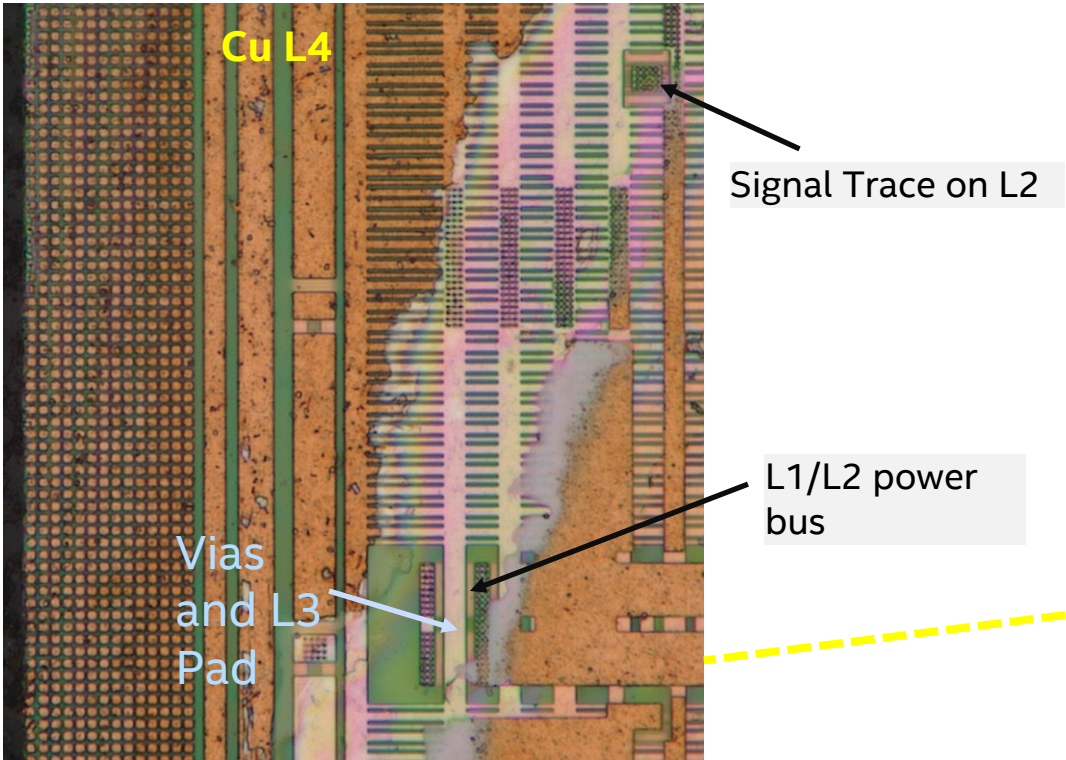 Cu L4
Signal Trace on L2
L1/L2 power
bus
Vias
and L3
Pad